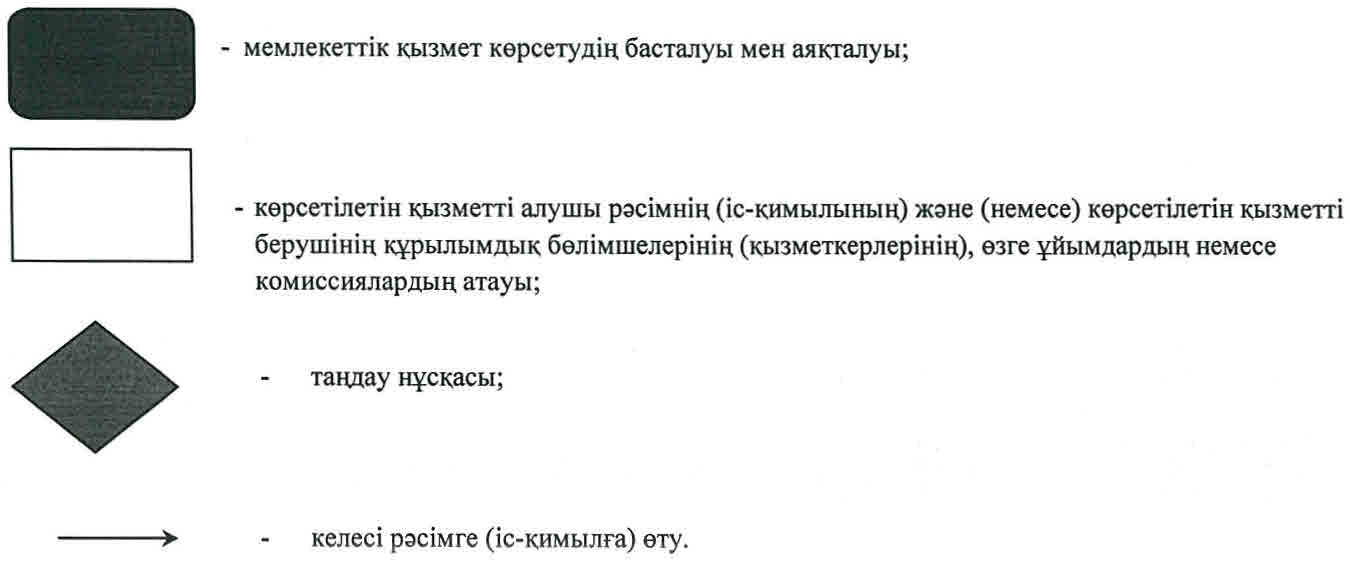 - мемлекеттік қызмет көрсетудің басталуы мен аяқталуы;
- көрсетілетін қызметті алушы рәсімнің (іс-қимылының) және (немесе) көрсетілетін қызметті
берушінің құрылымдық бөлімшелерінің (қызметкерлерінің), өзге ұйымдардың немесе
комиссиялардың атауы;
- таңдау нұсқасы;
- келесі рәсімге (іс-қимылға) өту.